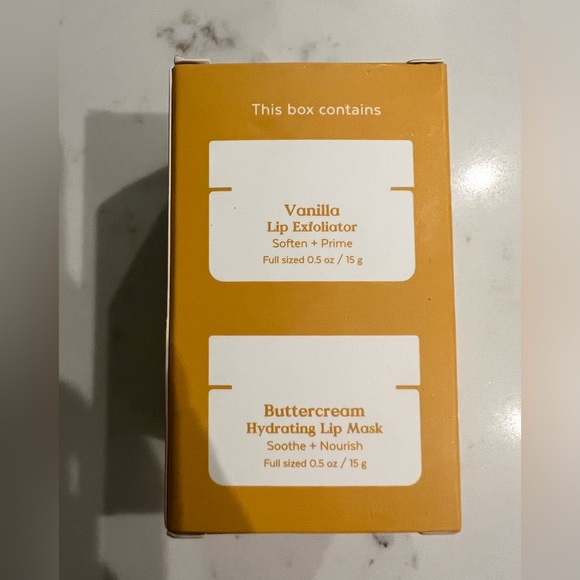 This box contains
Vanilla
Lip Exfoliator
Soften + Prime
Full sized 0.5 oz / 15 g
Buttercream
Hydrating Lip Mask
Soothe + Nourish
Full sized 0.5 oz / 15 g